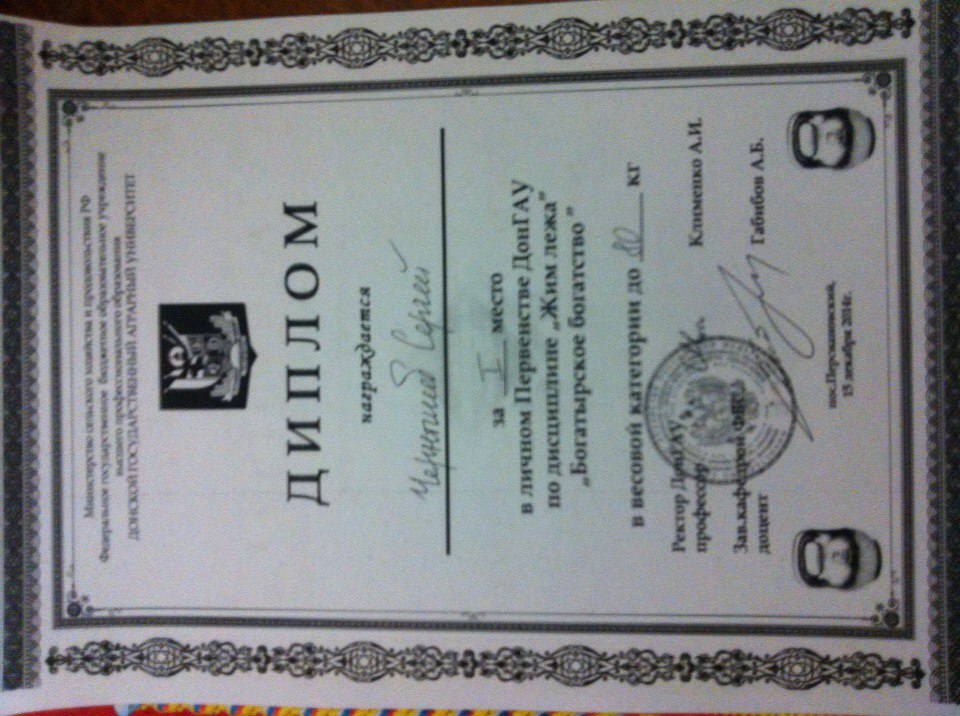 Министерство сельского хозяйства и продовольствия РФ
Федеральное государственное бюджетное образовательное учреждение
высшего профессионального образования
ДОНСКОЙ ГОСУДАРСТВЕННЫЙ АГРАРНЫЙ УНИВЕРСИТЕТ
ДИПЛОМ
награждается
Сергей
за I место
в личном Первенстве ДонГАУ
по дисциплине „Жим лежа”
„Богатырское богатство”
в весовой категории до 80 кг
Ректор ДонГАУ
профессор Клименко А.И.
Зав.кафедрой ФВС
доцент Габибов А.Б.
пос.Персиановский,
15 декабря 2014г.